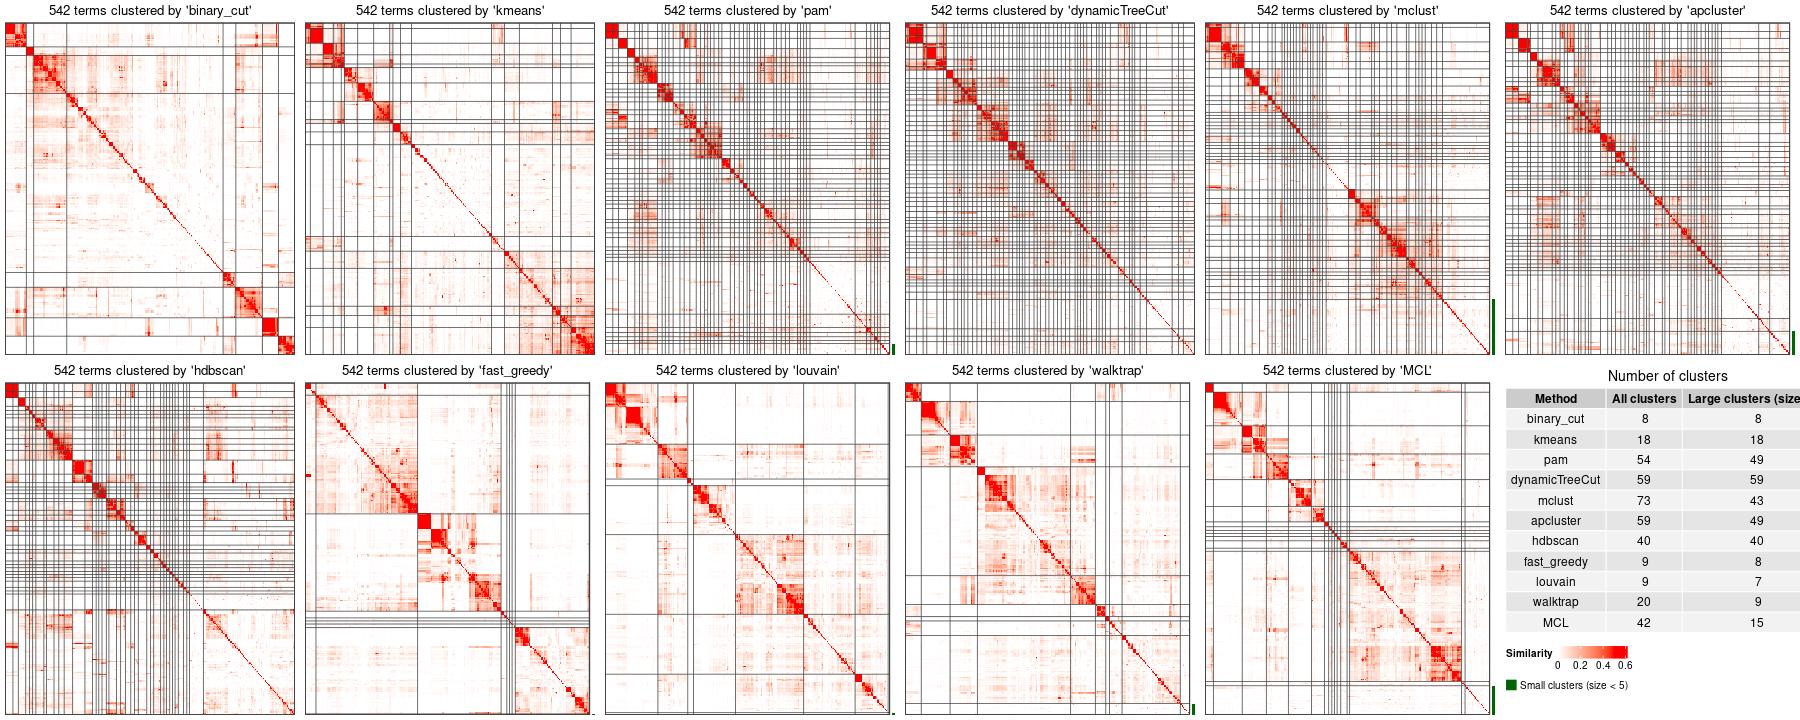 542 terms clustered by 'binary_cut'
542 terms clustered by 'kmeans'
542 terms clustered by 'pam'
542 terms clustered by 'dynamicTreeCut'
542 terms clustered by 'mclust'
542 terms clustered by 'apcluster'
542 terms clustered by 'hdbscan'
542 terms clustered by 'fast_greedy'
542 terms clustered by 'louvain'
542 terms clustered by 'walktrap'
542 terms clustered by 'MCL'
Number of clusters
Method All clusters Large clusters (size
binary_cut 8 8
kmeans 18 18
pam 54 49
dynamicTreeCut 59 59
mclust 73 43
apcluster 59 49
hdbscan 40 40
fast_greedy 9 8
louvain 9 7
walktrap 20 9
MCL 42 15
Similarity
0 0.2 0.4 0.6
Small clusters (size < 5)